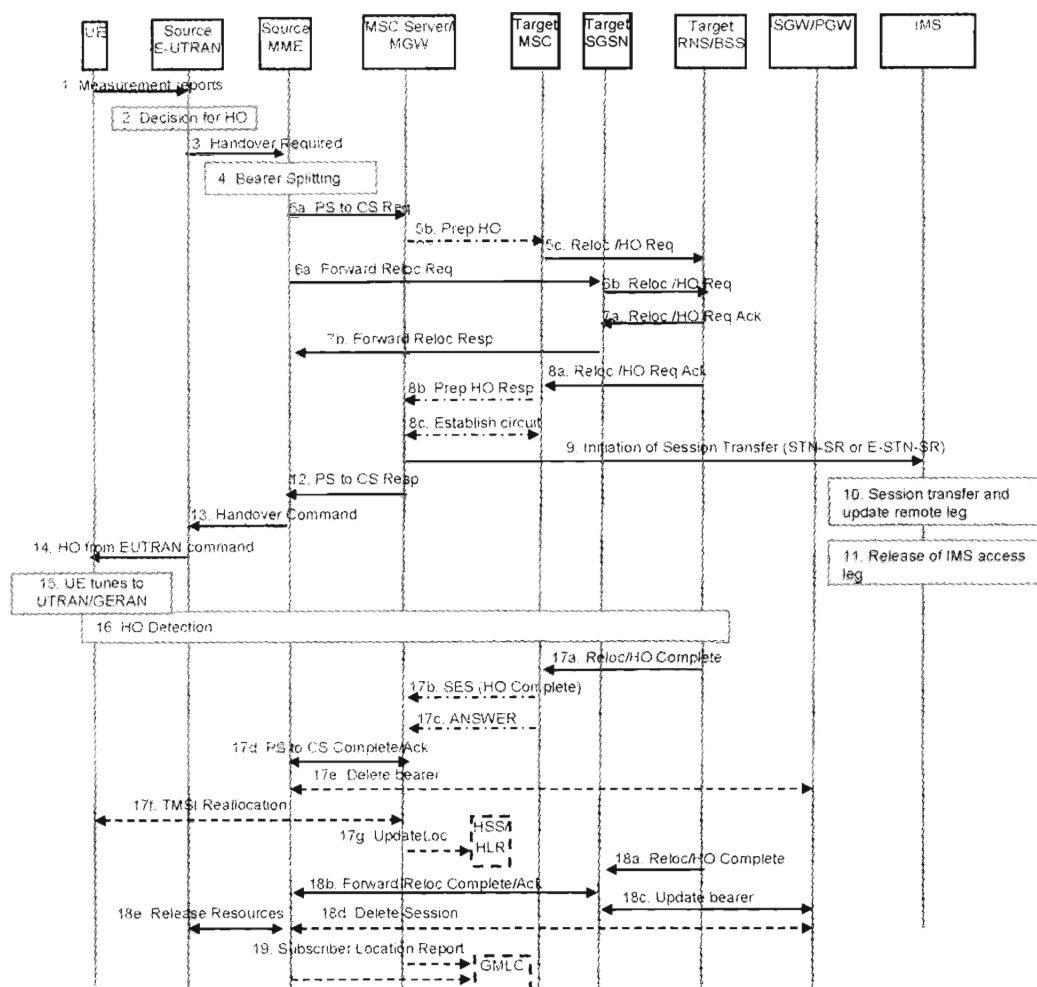 UE
Source
E-UTRAN
Source
MME
MSC Server/
MGW
Target
MSC
Target
SGSN
Target
RNS/BSS
SGW/PGW
IMS
1. Measurement reports
2. Decision for HO
3. Handover Required
4. Bearer Splitting
5a. PS to CS Req
5b. Prep HO
5c. Reloc /HO Req
6a. Forward Reloc Req
6b. Reloc /HO Req
7a. Reloc /HO Req Ack
7b. Forward Reloc Resp
8a. Reloc /HO Req Ack
8b. Prep HO Resp
8c. Establish circuit
9. Initiation of Session Transfer (STN-SR or E-STN-SR)
12. PS to CS Resp
10. Session transfer and
update remote leg
13. Handover Command
14. HO from EUTRAN command
11. Release of IMS access
leg
15. UE tunes to
UTRAN/GERAN
16. HO Detection
17a. Reloc/HO Complete
17b. SES (HO Complete)
17c. ANSWER
17d. PS to CS Complete/Ack
17e. Delete bearer
17f. TMSI Reallocation
17g. UpdateLoc
HSS/
HLR
18a. Reloc/HO Complete
18b. Forward Reloc Complete/Ack
18c. Update bearer
18e. Release Resources
18d. Delete Session
19. Subscriber Location Report
GMLC